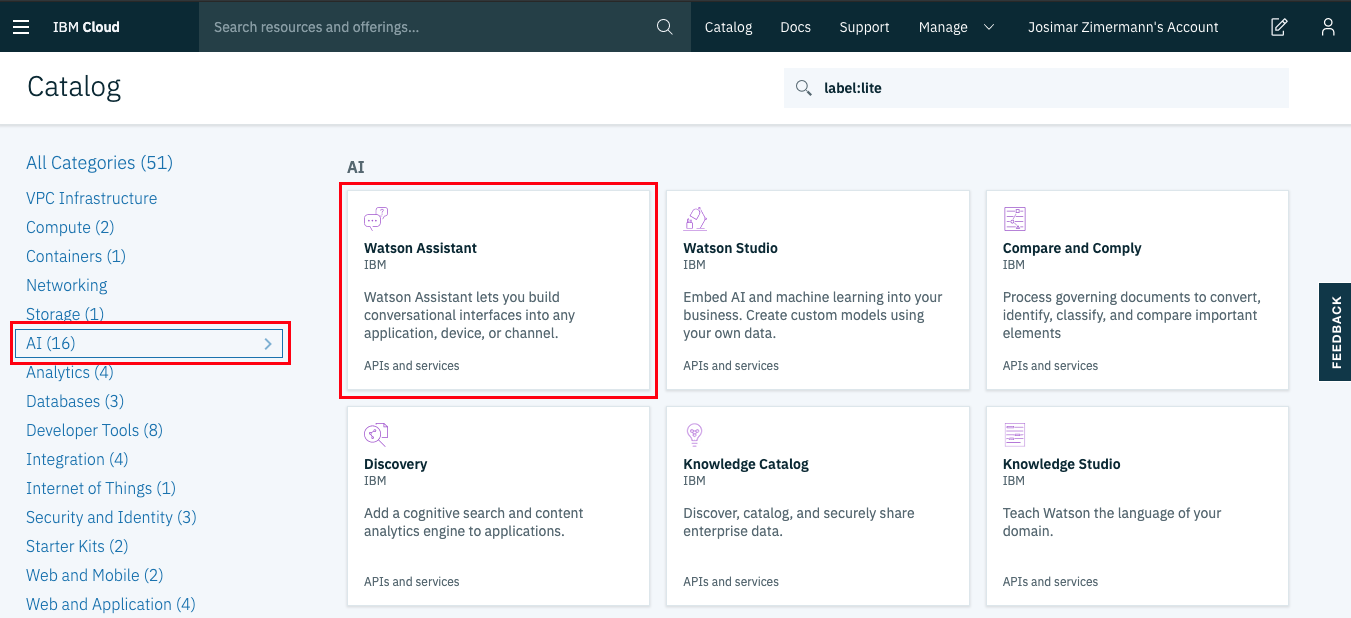 IBM Cloud
Search resources and offerings...
Catalog
Docs
Support
Manage
Josimar Zimermann's Account
Catalog
label:lite
All Categories (51)
VPC Infrastructure
Compute (2)
Containers (1)
Networking
Storage (1)
AI (16)
Analytics (4)
Databases (3)
Developer Tools (8)
Integration (4)
Internet of Things (1)
Security and Identity (3)
Starter Kits (2)
Web and Mobile (2)
Web and Application (4)
AI
Watson Assistant
IBM
Watson Assistant lets you build
conversational interfaces into any
application, device, or channel.
APIs and services
Watson Studio
IBM
Embed AI and machine learning into your
business. Create custom models using
your own data.
APIs and services
Compare and Comply
IBM
Process governing documents to convert,
identify, classify, and compare important
elements
APIs and services
Discovery
IBM
Add a cognitive search and content
analytics engine to applications.
APIs and services
Knowledge Catalog
IBM
Discover, catalog, and securely share
enterprise data.
APIs and services
Knowledge Studio
IBM
Teach Watson the language of your
domain.
APIs and services
FEEDBACK